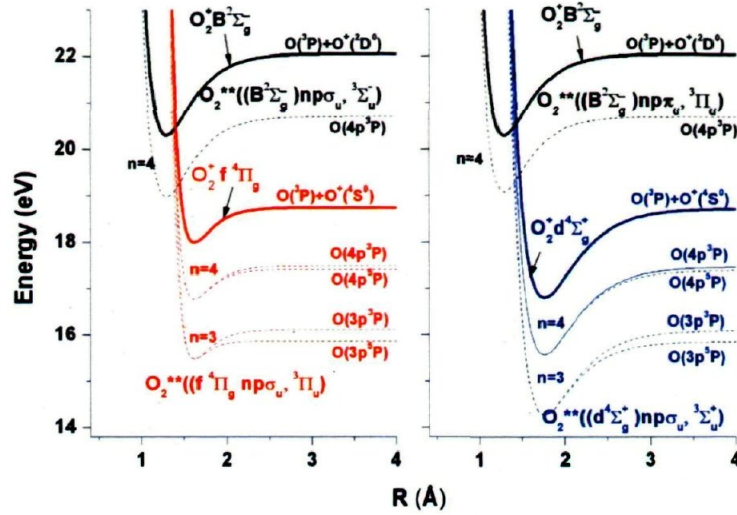 O₂⁺B²Σg⁻
O(³P)+O⁺(²D⁰)
O₂**((B²Σg⁻)npσu, ³Σu⁻)
O(4p³P)
n=4
O₂⁺ f ⁴Πg
O(³P)+O⁺(⁴S⁰)
O(4p³P)
n=4
O(4p⁵P)
O(3p³P)
n=3
O(3p⁵P)
O₂**((f ⁴Πg npσu, ³Πu)
O₂⁺B²Σg⁻
O(³P)+O⁺(²D⁰)
O₂**((B²Σg⁻)npπu, ³Πu)
O(4p³P)
n=4
O(³P)+O⁺(⁴S⁰)
O₂⁺d⁴Σg⁺
O(4p³P)
O(4p⁵P)
n=4
O(3p³P)
O(3p⁵P)
n=3
O₂**((d⁴Σg⁺)npσu, ³Σu⁺)
Energy (eV)
22
20
18
16
14
1 2 3 4
1 2 3 4
R (Å)